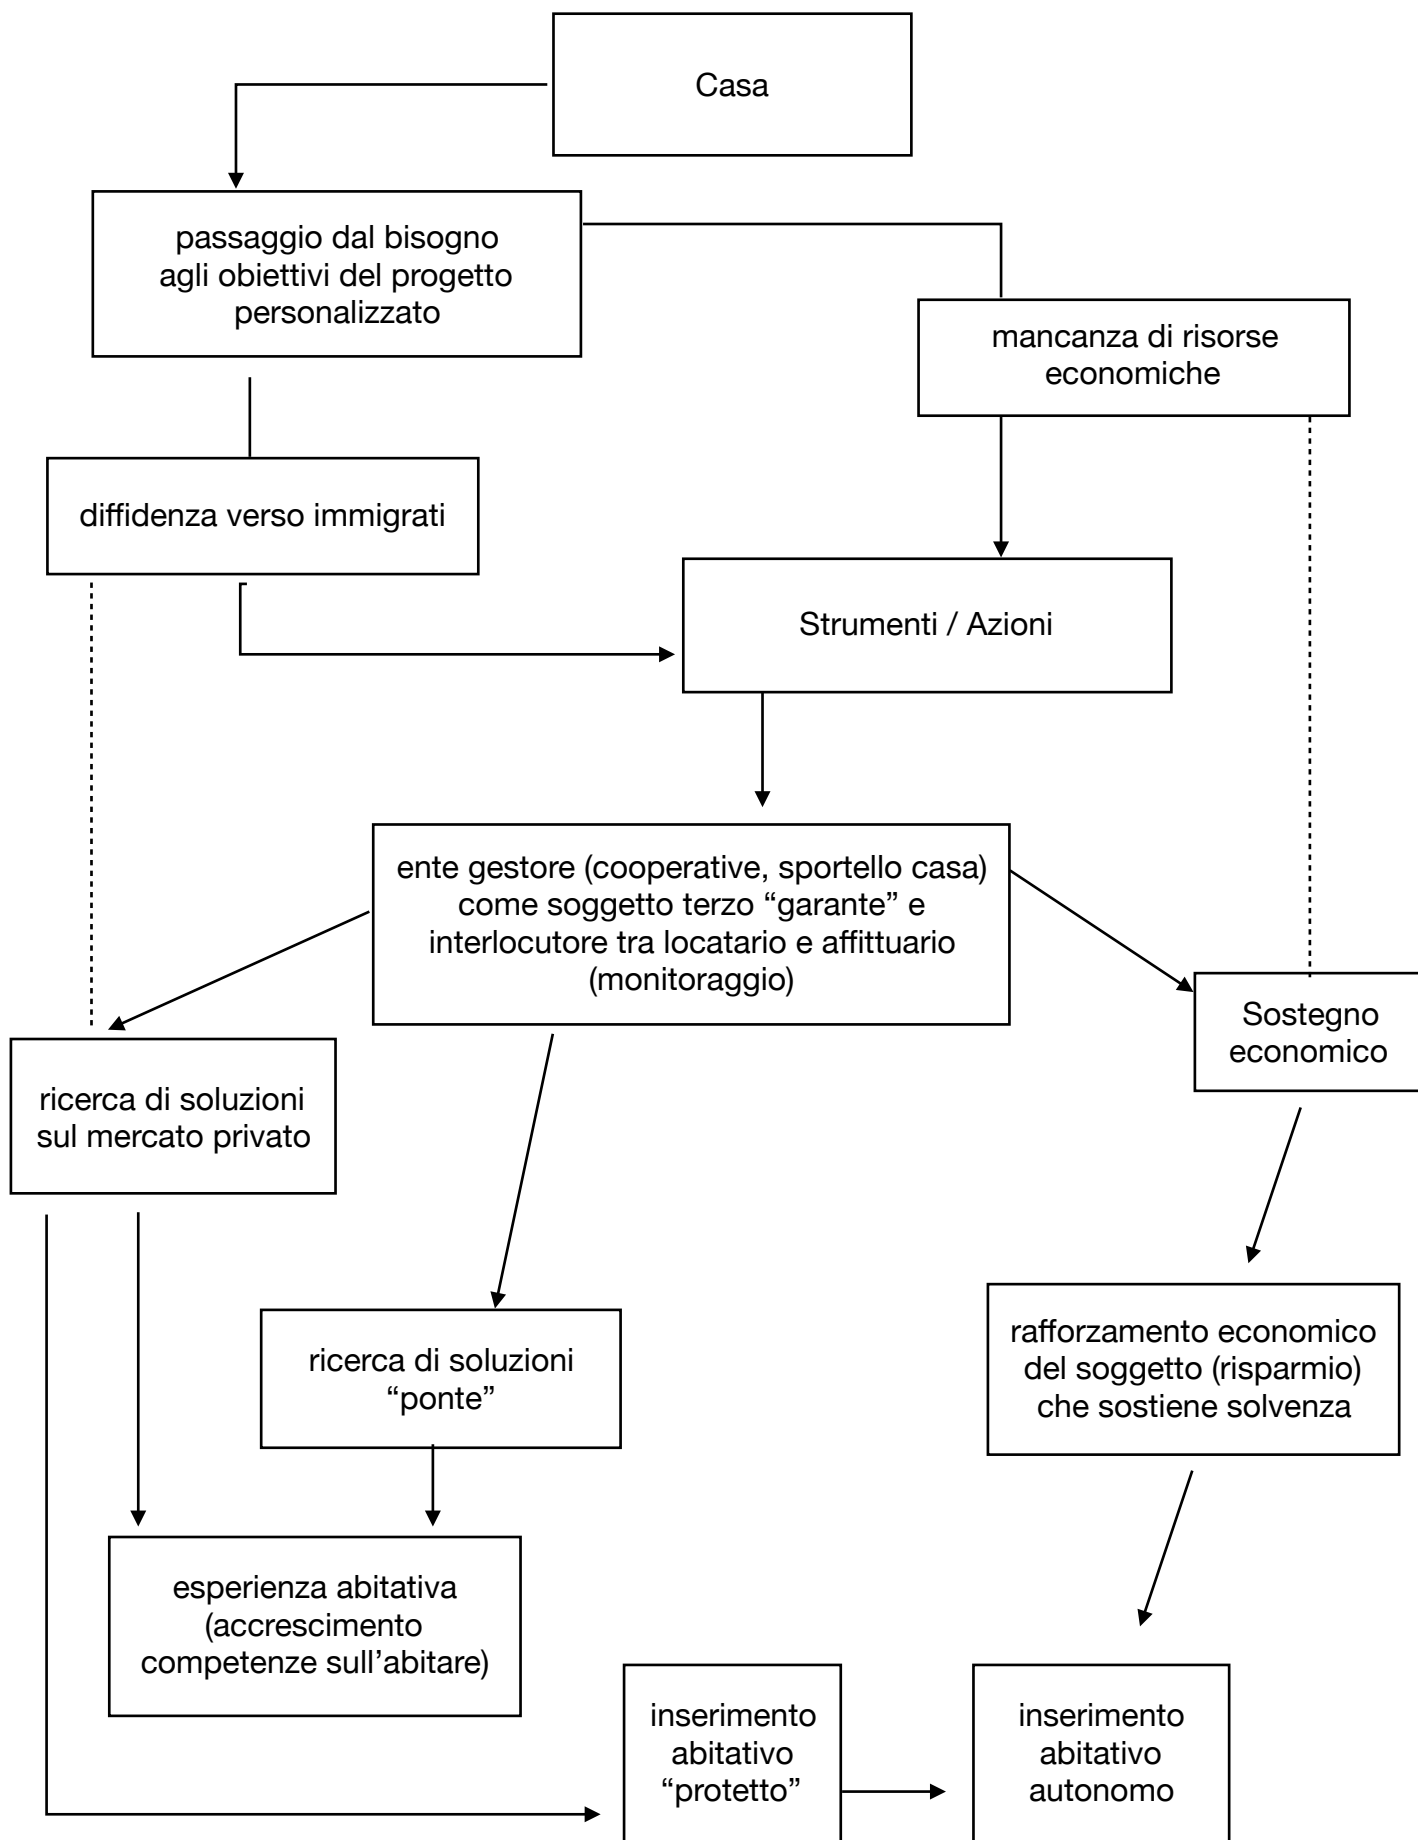 Casa
passaggio dal bisogno
agli obiettivi del progetto
personalizzato
mancanza di risorse
economiche
diffidenza verso immigrati
Strumenti / Azioni
ente gestore (cooperative, sportello casa)
come soggetto terzo “garante” e
interlocutore tra locatario e affittuario
(monitoraggio)
Sostegno
economico
ricerca di soluzioni
sul mercato privato
ricerca di soluzioni
“ponte”
rafforzamento economico
del soggetto (risparmio)
che sostiene solvenza
esperienza abitativa
(accrescimento
competenze sull’abitare)
inserimento
abitativo
“protetto”
inserimento
abitativo
autonomo